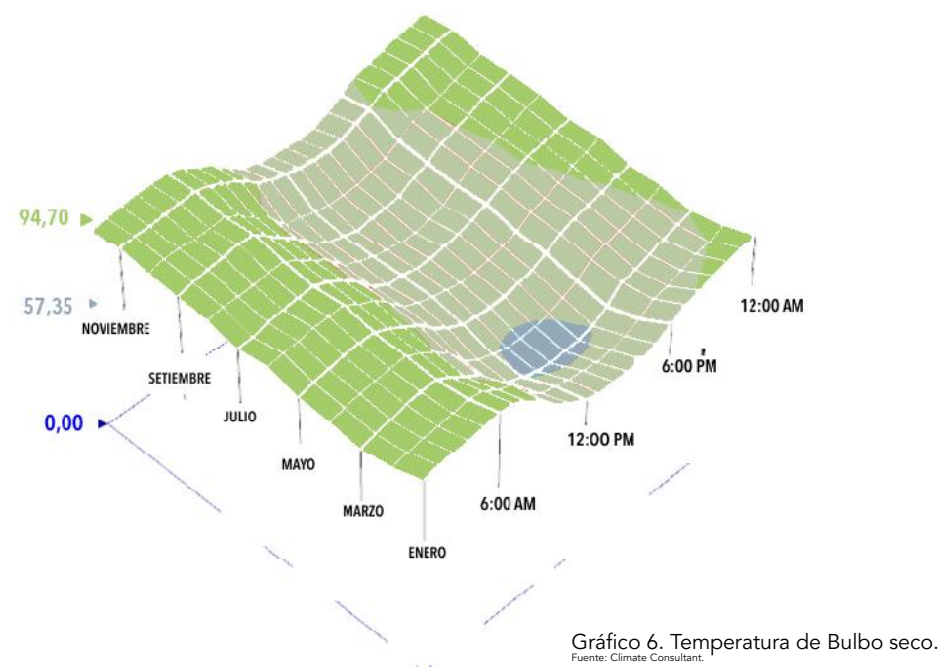 94,70
57,35
0,00
NOVIEMBRE
SETIEMBRE
JULIO
MAYO
MARZO
ENERO
6:00 AM
12:00 PM
6:00 PM
12:00 AM
Gráfico 6. Temperatura de Bulbo seco.
Fuente: Climate Consultant.